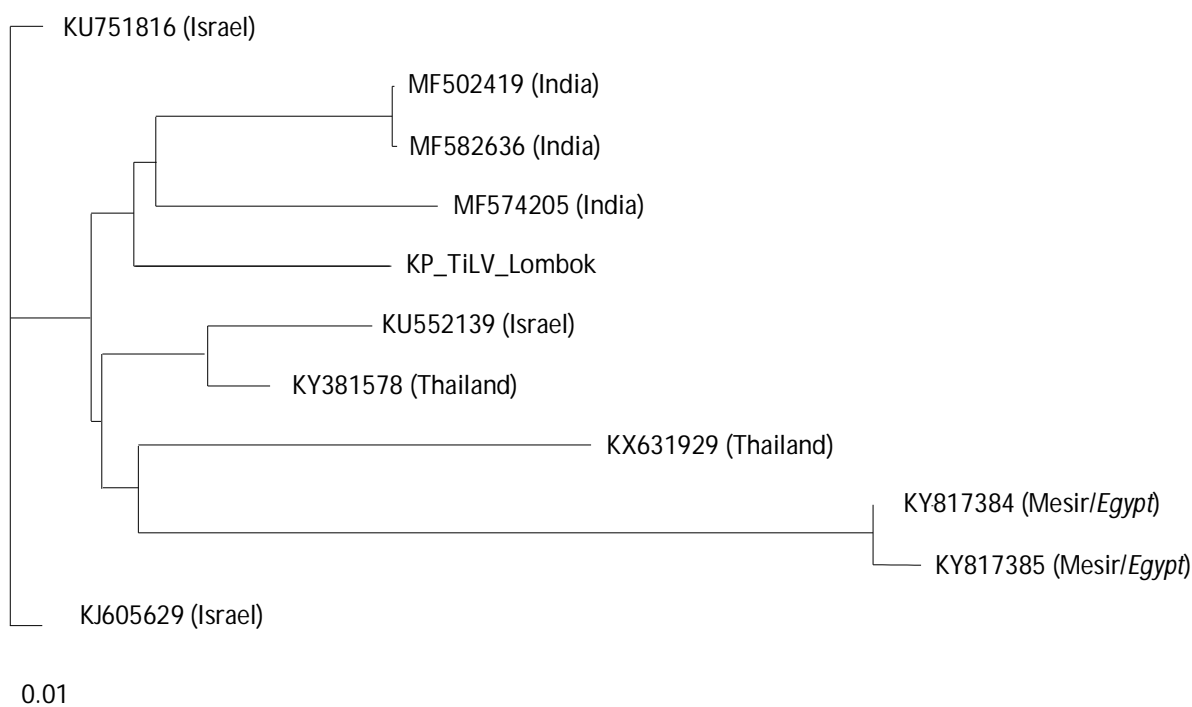 KU751816 (Israel)
MF502419 (India)
MF582636 (India)
MF574205 (India)
KP_TiLV_Lombok
KU552139 (Israel)
KY381578 (Thailand)
KX631929 (Thailand)
KY817384 (Mesir/Egypt)
KY817385 (Mesir/Egypt)
KJ605629 (Israel)
0.01